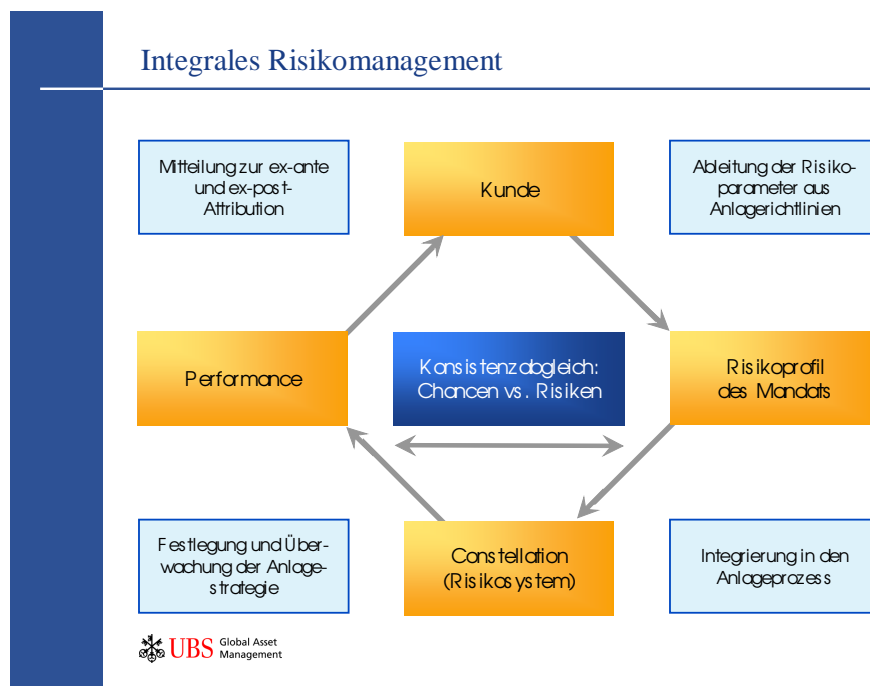 Integrales Risikomanagement
Mitteilung zur ex-ante
und ex-post-
Attribution
Kunde
Ableitung der Risiko-
parameter aus
Anlagerichtlinien
Performance
Konsistenzabgleich:
Chancen vs. Risiken
Risikoprofil
des Mandats
Festlegung und Über-
wachung der Anlage-
strategie
Constellation
(Risikosystem)
Integrierung in den
Anlageprozess
UBS Global Asset
Management